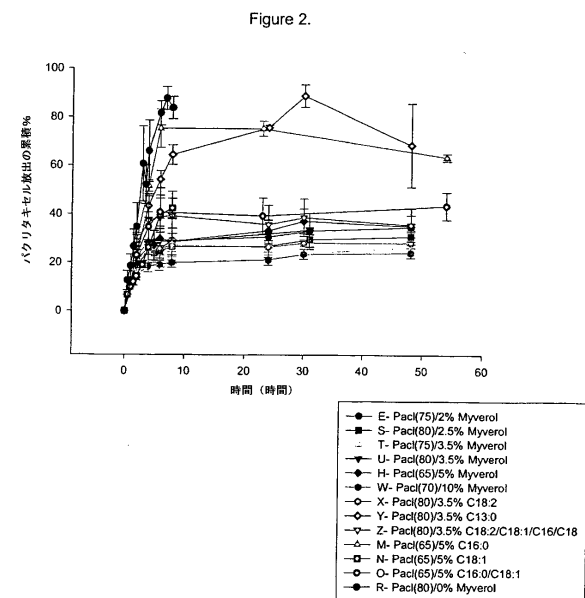 Figure 2.
100
80
60
40
20
0
パクリタキセル放出の累積%
-10
0
10
20
30
40
50
60
時間 (時間)
E- Pacl(75)/2% Myverol
S- Pacl(80)/2.5% Myverol
T- Pacl(75)/3.5% Myverol
U- Pacl(80)/3.5% Myverol
H- Pacl(65)/5% Myverol
W- Pacl(70)/10% Myverol
X- Pacl(80)/3.5% C18:2
Y- Pacl(80)/3.5% C13:0
Z- Pacl(80)/3.5% C18:2/C18:1/C16/C18
M- Pacl(65)/5% C16:0
N- Pacl(65)/5% C18:1
O- Pacl(65)/5% C16:0/C18:1
R- Pacl(80)/0% Myverol